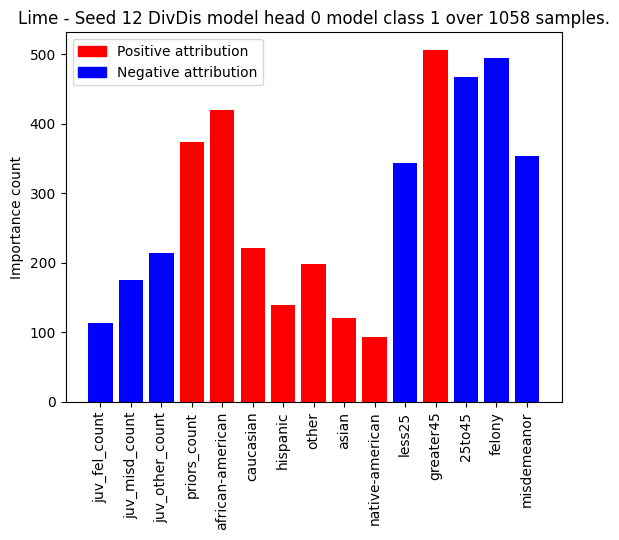 Lime - Seed 12 DivDis model head 0 model class 1 over 1058 samples.
Positive attribution
Negative attribution
Importance count
500
400
300
200
100
0
juv_fel_count
juv_misd_count
juv_other_count
priors_count
african-american
caucasian
hispanic
other
asian
native-american
less25
greater45
25to45
felony
misdemeanor